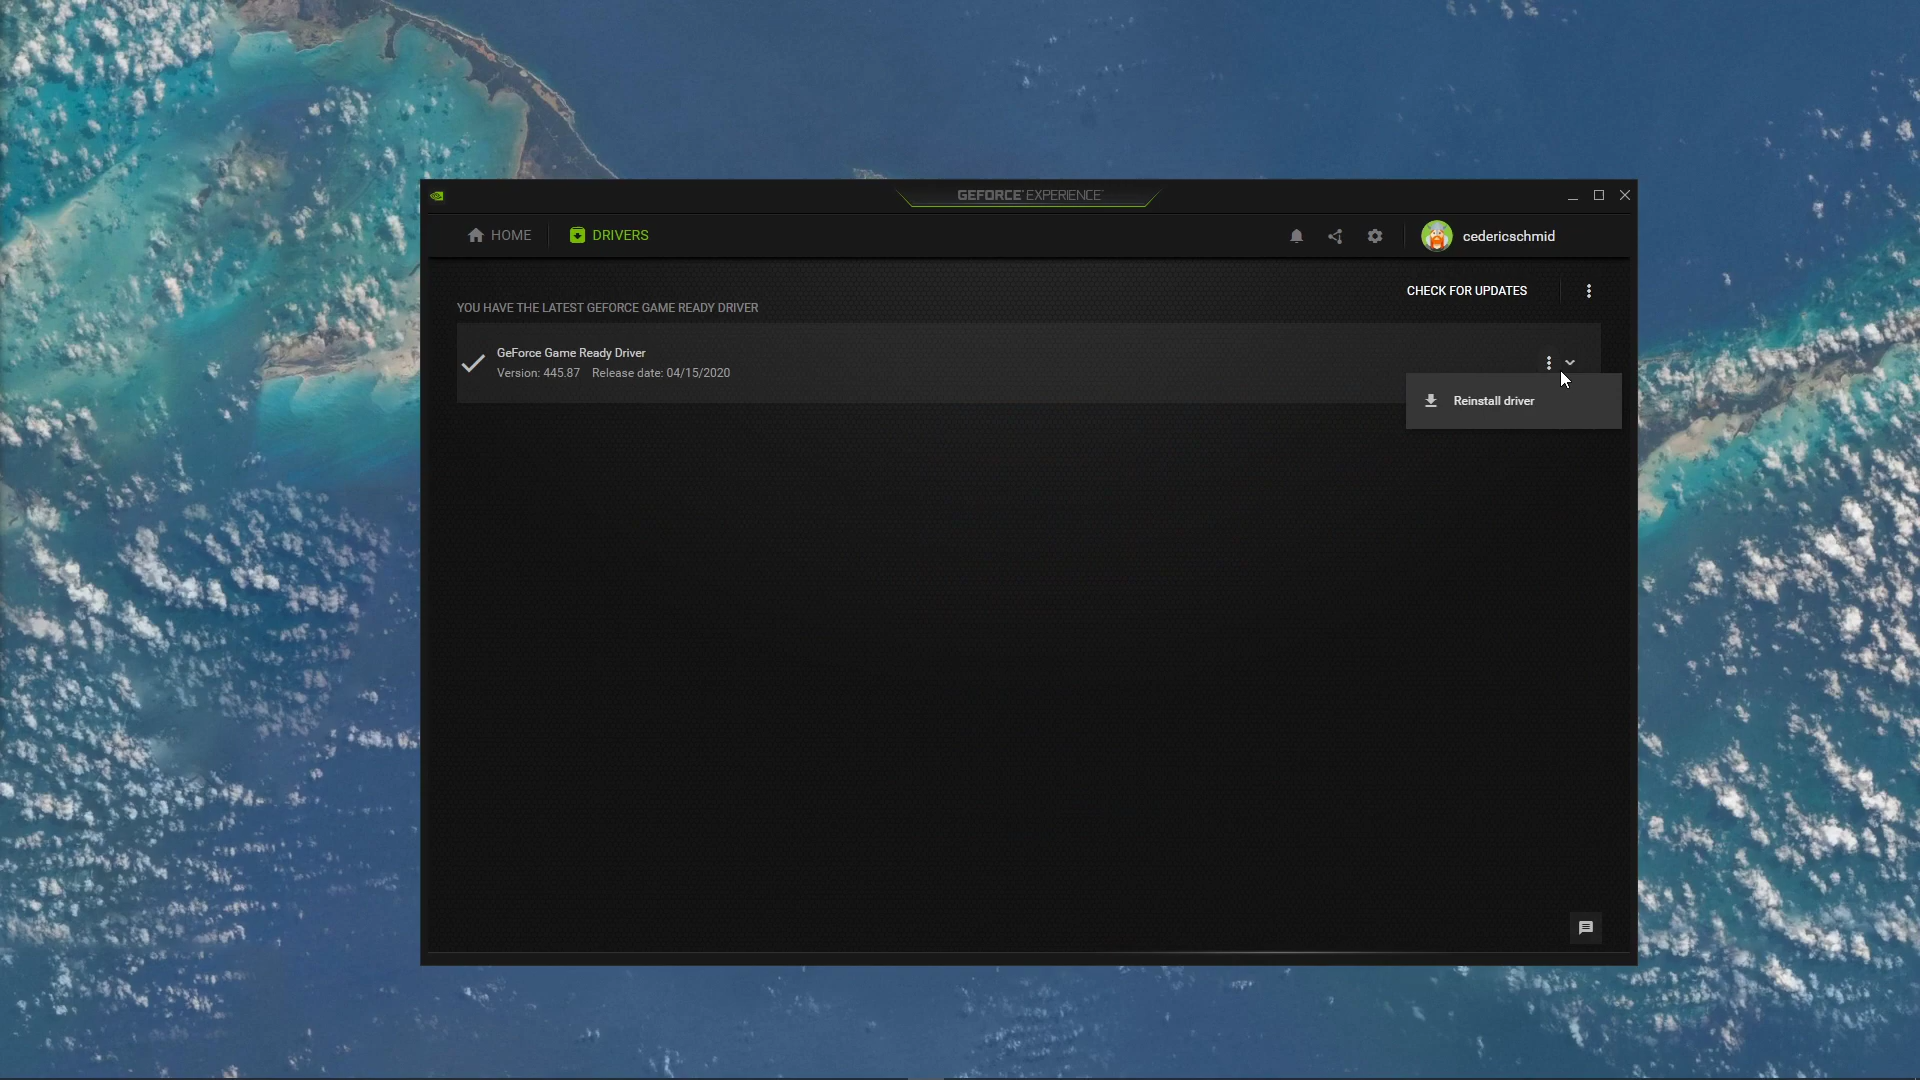 GEFORCE EXPERIENCE
HOME
DRIVERS
cedericschmid
CHECK FOR UPDATES
YOU HAVE THE LATEST GEFORCE GAME READY DRIVER
GeForce Game Ready Driver
Version: 445.87 Release date: 04/15/2020
Reinstall driver